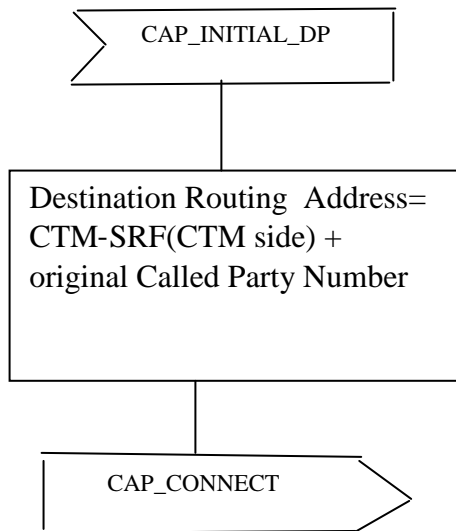 CAP_INITIAL_DP
Destination Routing Address=
CTM-SRF(CTM side) +
original Called Party Number
CAP_CONNECT